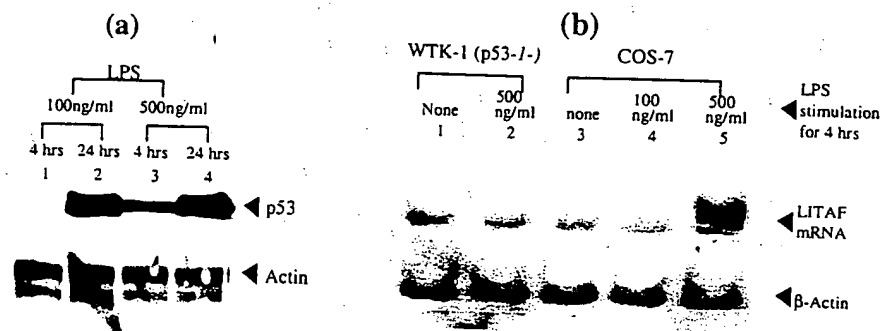 (a)
LPS
100ng/ml 500ng/ml
4 hrs 24 hrs 4 hrs 24 hrs
1 2 3 4
p53
Actin
(b)
WTK-1 (p53-/-) COS-7
None 500 ng/ml none 100 ng/ml 500 ng/ml
1 2 3 4 5
LPS
stimulation
for 4 hrs
LITAF
mRNA
β-Actin